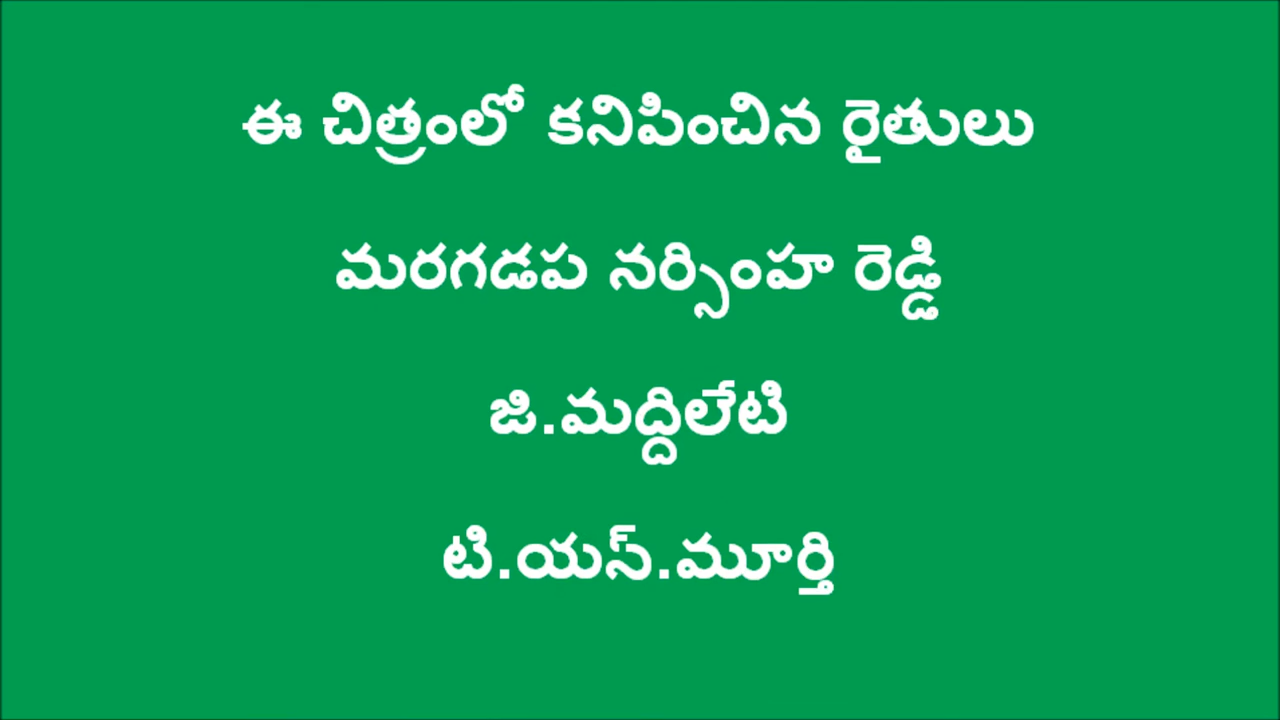 ఈ చిత్రంలో కనిపించిన రైతులు
మరగడప నర్సింహ రెడ్డి
జి.మద్దిలేటి
టి.యస్.మూర్తి